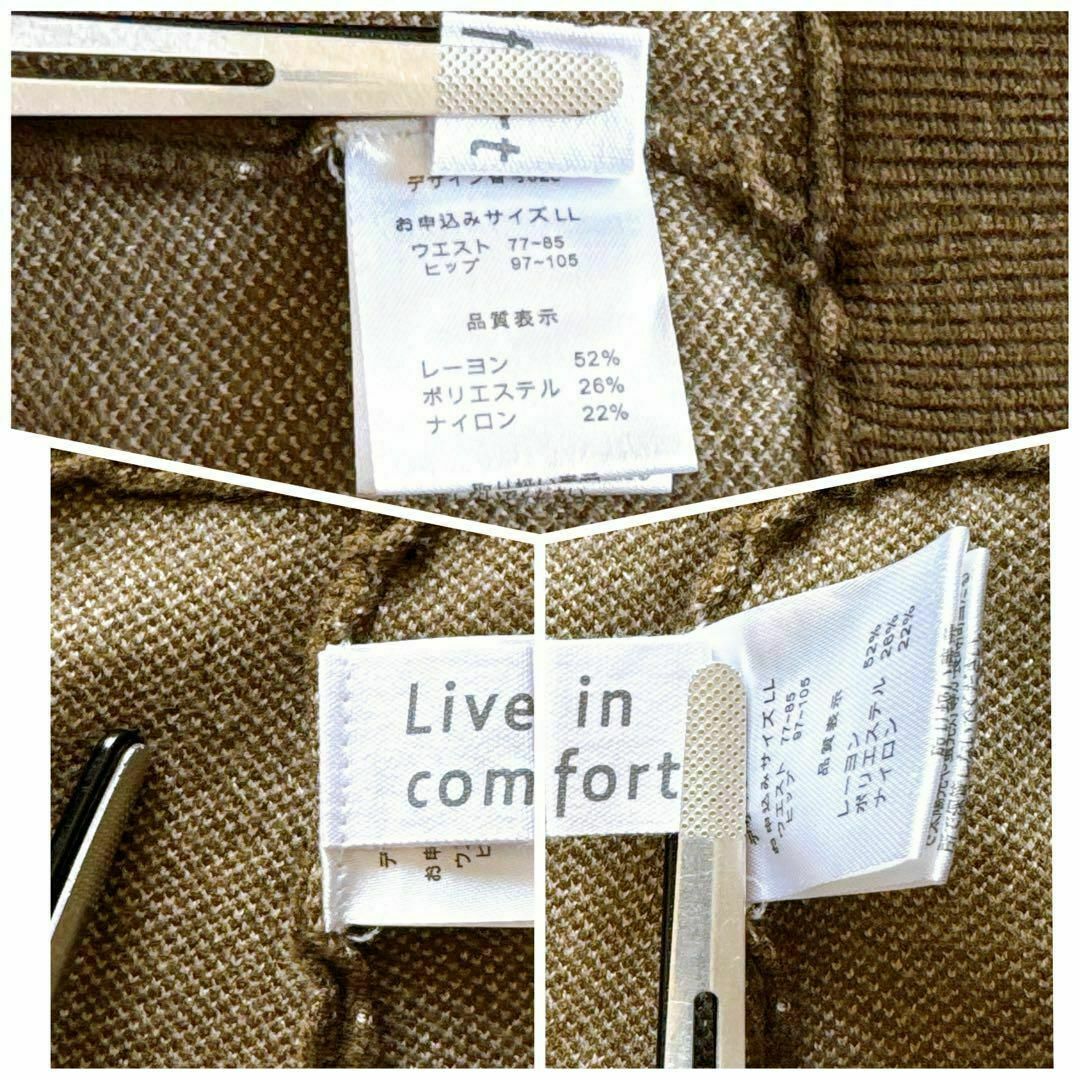 お申込みサイズ LL
ウエスト 77~85
ヒップ 97~105
品質表示
レーヨン 52%
ポリエステル 26%
ナイロン 22%
Live in
comfort
お申
お申込みサイズ LL
ウエスト 77~85
ヒップ 97~105
品質表示
レーヨン 52%
ポリエステル 26%
ナイロン 22%